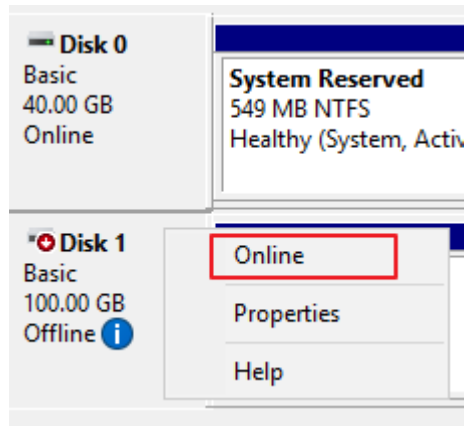 Disk 0
Basic
40.00 GB
Online
System Reserved
549 MB NTFS
Healthy (System, Activ
Disk 1
Basic
100.00 GB
Offline i
Online
Properties
Help